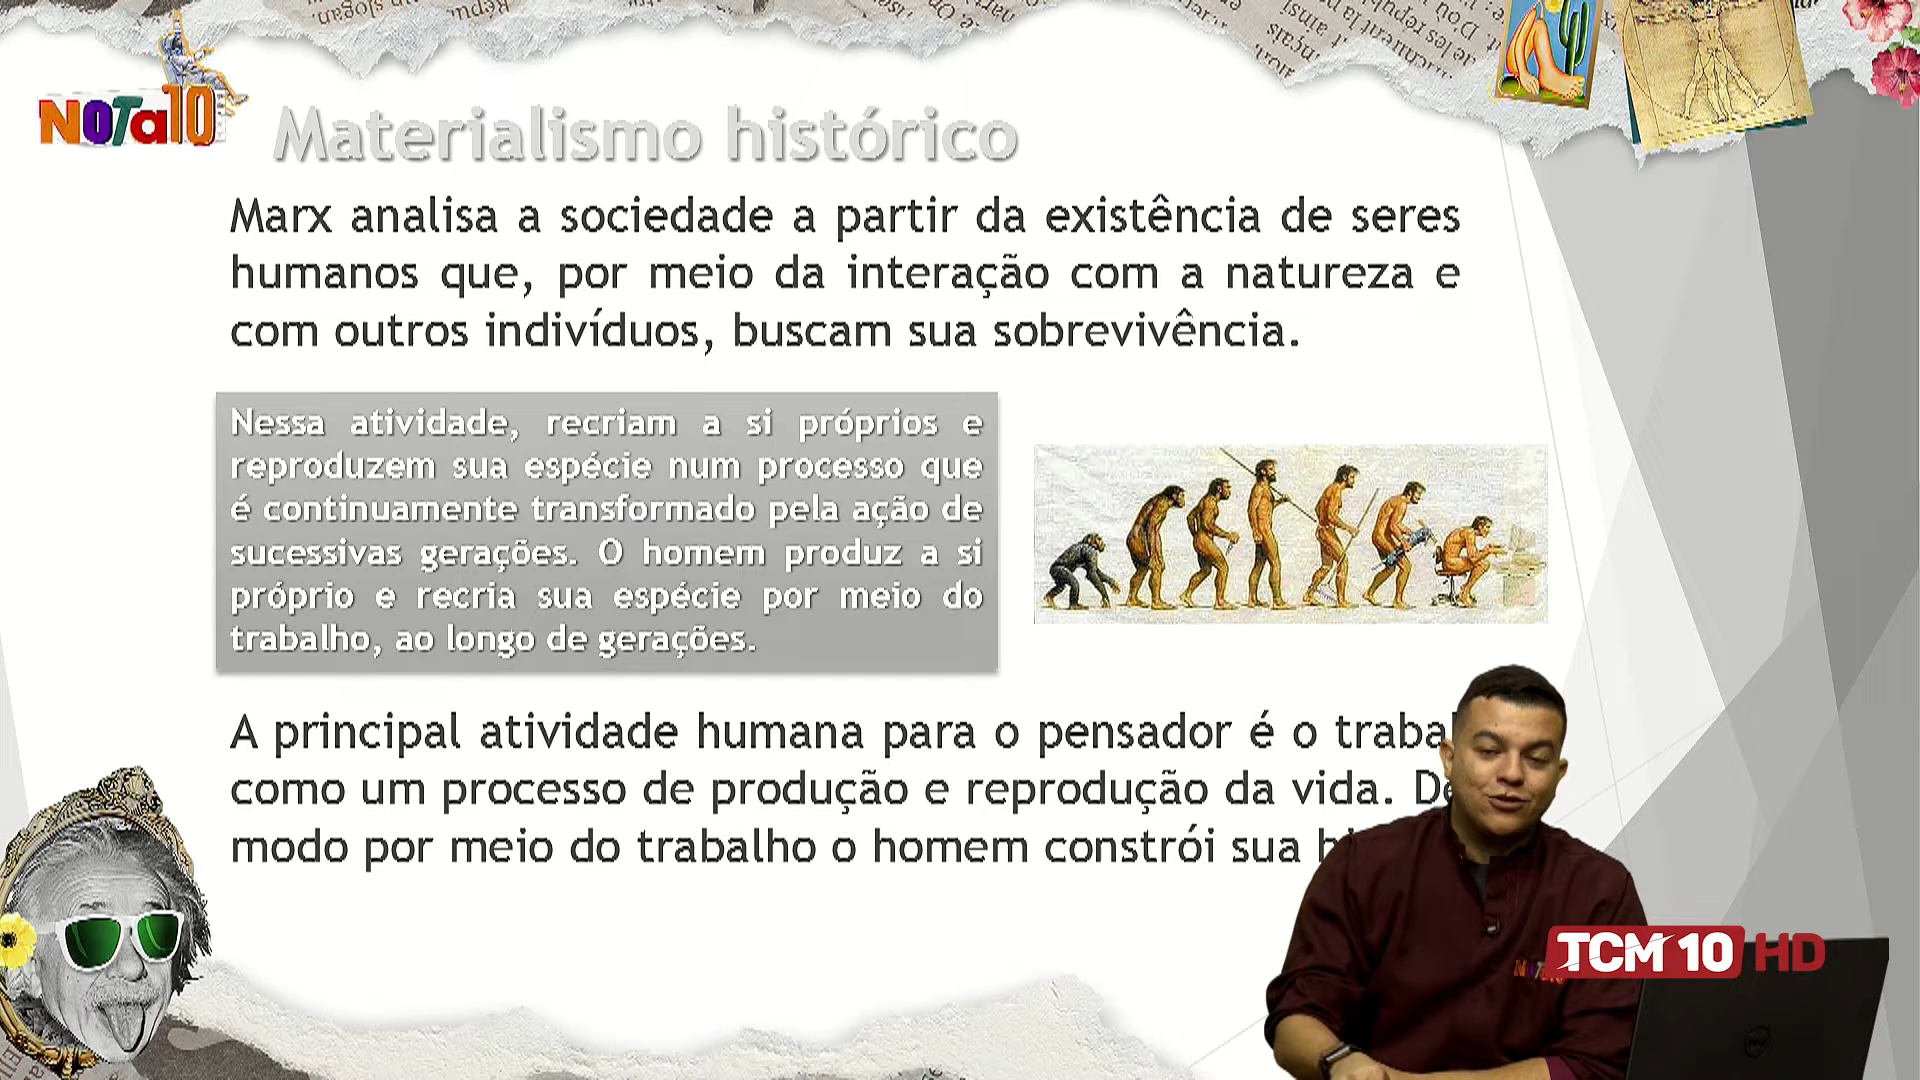 NOTa10
Materialismo histórico
Marx analisa a sociedade a partir da existência de seres
humanos que, por meio da interação com a natureza e
com outros indivíduos, buscam sua sobrevivência.
Nessa atividade, recriam a si próprios e
reproduzem sua espécie num processo que
é continuamente transformado pela ação de
sucessivas gerações. O homem produz a si
próprio e recria sua espécie por meio do
trabalho, ao longo de gerações.
A principal atividade humana para o pensador é o
como um processo de produção e reprodução da vida.
modo por meio do trabalho o homem constrói sua
TCM 10 HD